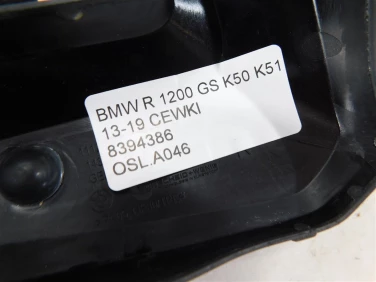 BMW R 1200 GS K50 K51
13-19 CEWKI
8394386
OSL.A046